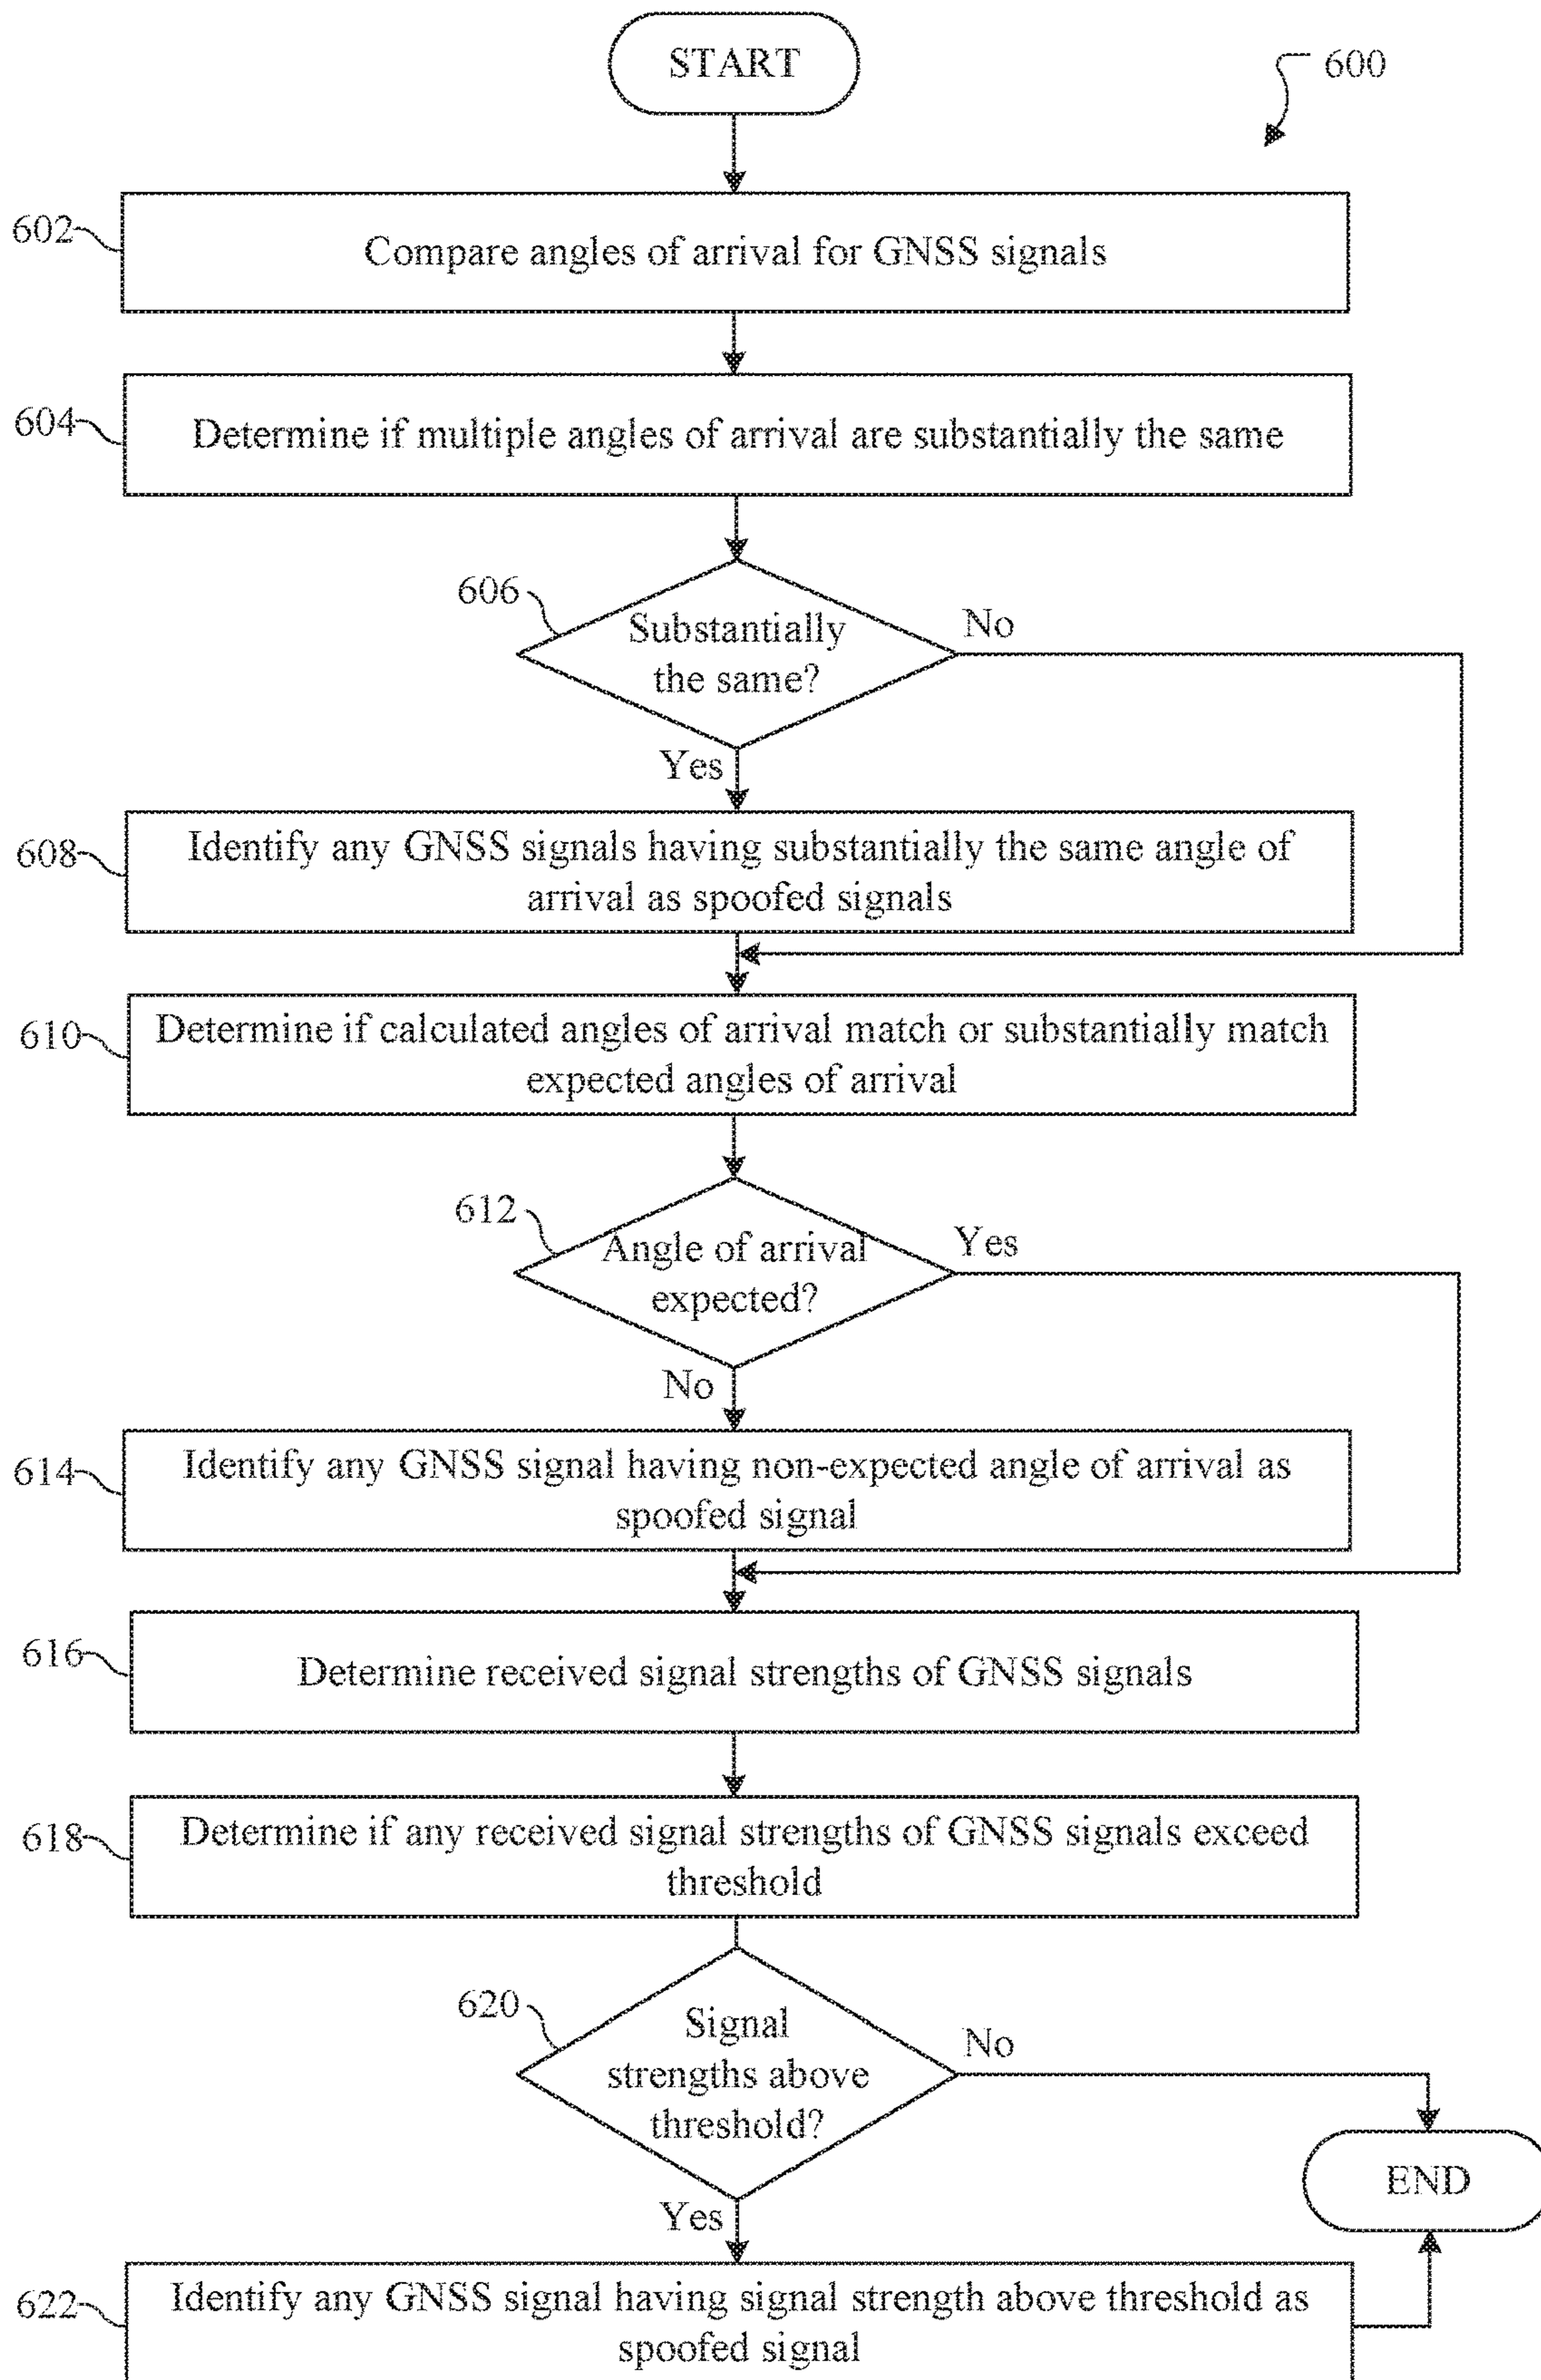 START
600
602
Compare angles of arrival for GNSS signals
604
Determine if multiple angles of arrival are substantially the same
606
Substantially
the same?
No
Yes
608
Identify any GNSS signals having substantially the same angle of
arrival as spoofed signals
610
Determine if calculated angles of arrival match or substantially match
expected angles of arrival
612
Angle of arrival
expected?
Yes
No
614
Identify any GNSS signal having non-expected angle of arrival as
spoofed signal
616
Determine received signal strengths of GNSS signals
618
Determine if any received signal strengths of GNSS signals exceed
threshold
620
Signal
strengths above
threshold?
No
END
Yes
622
Identify any GNSS signal having signal strength above threshold as
spoofed signal